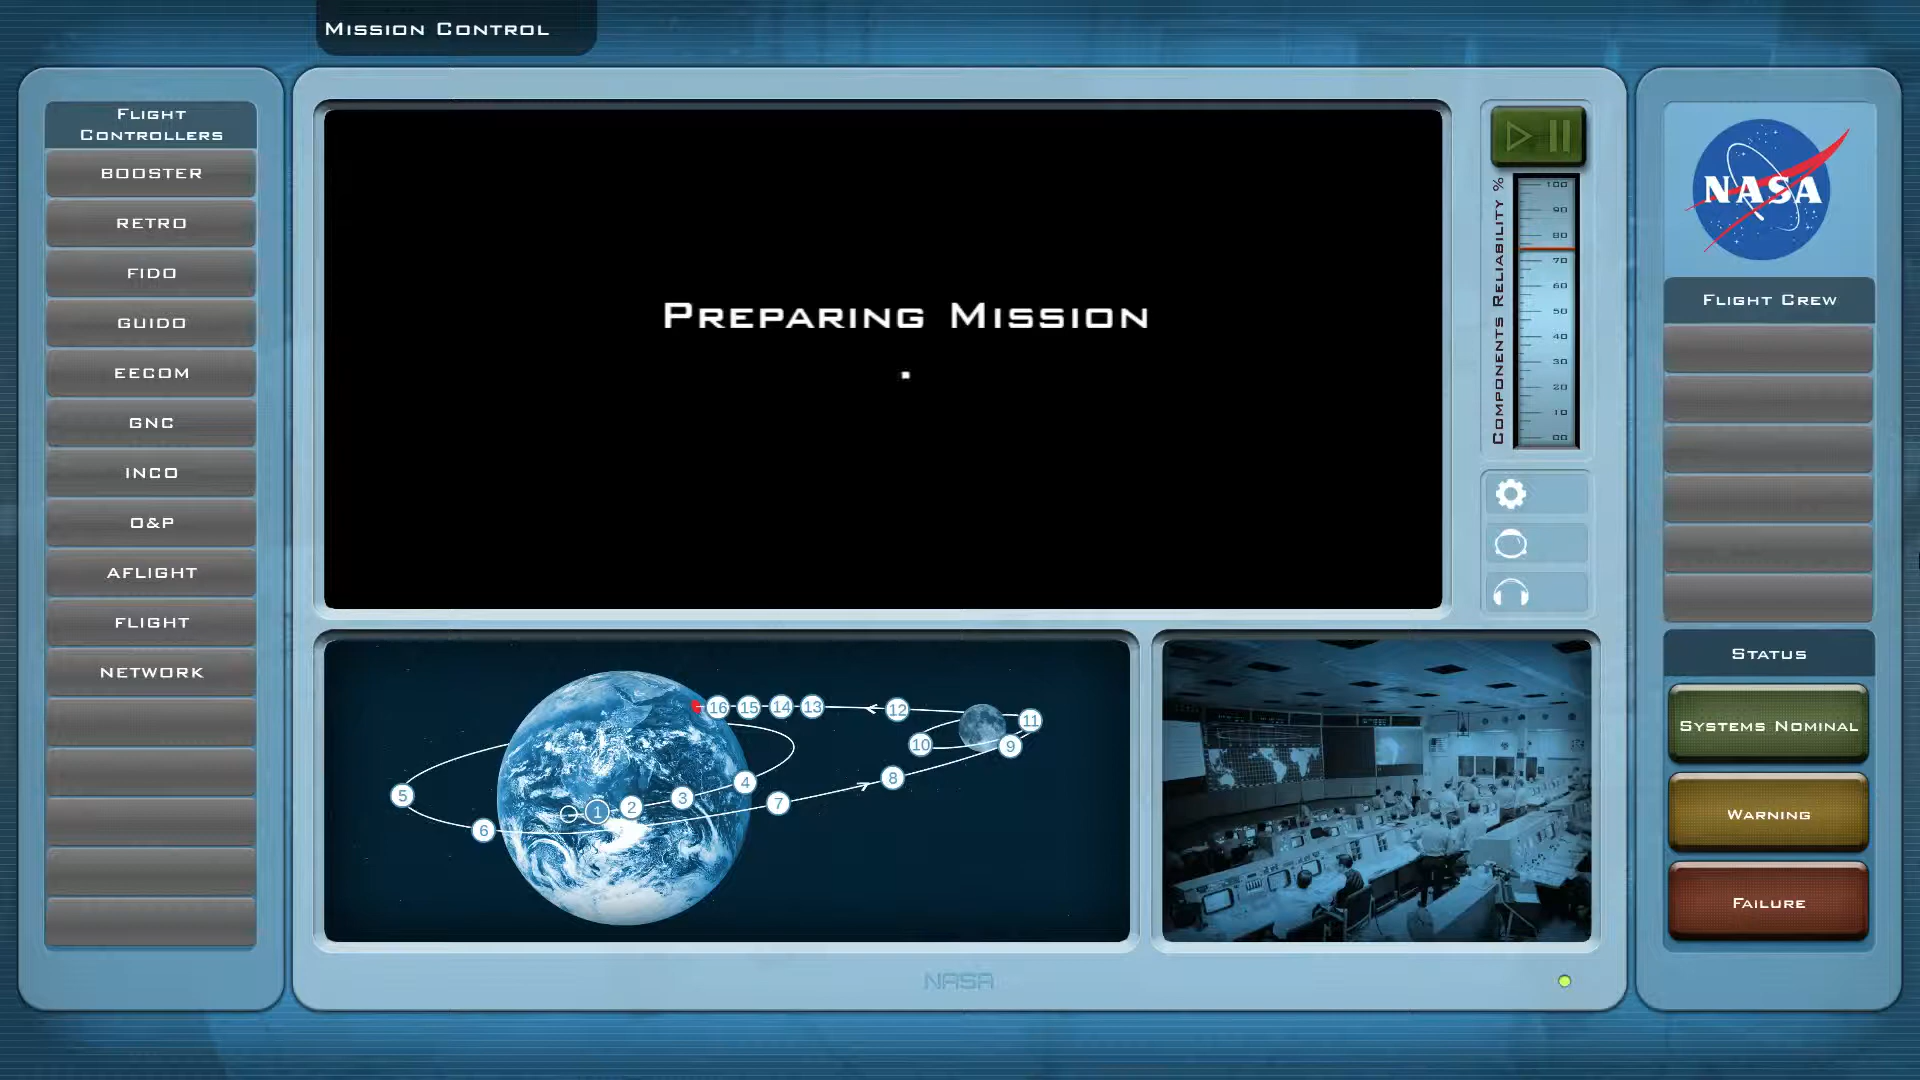 Mission Control
Flight
Controllers
BOOSTER
RETRO
FIDO
GUIDO
EECOM
GNC
INCO
O&P
AFLIGHT
FLIGHT
NETWORK
Preparing Mission
Components Reliability %
100
90
80
70
60
50
40
30
20
10
00
NASA
Flight Crew
Status
Systems Nominal
Warning
Failure
16 15 14 13 12 11
10 9
8
7
5 4
3
2
1
6
NASA